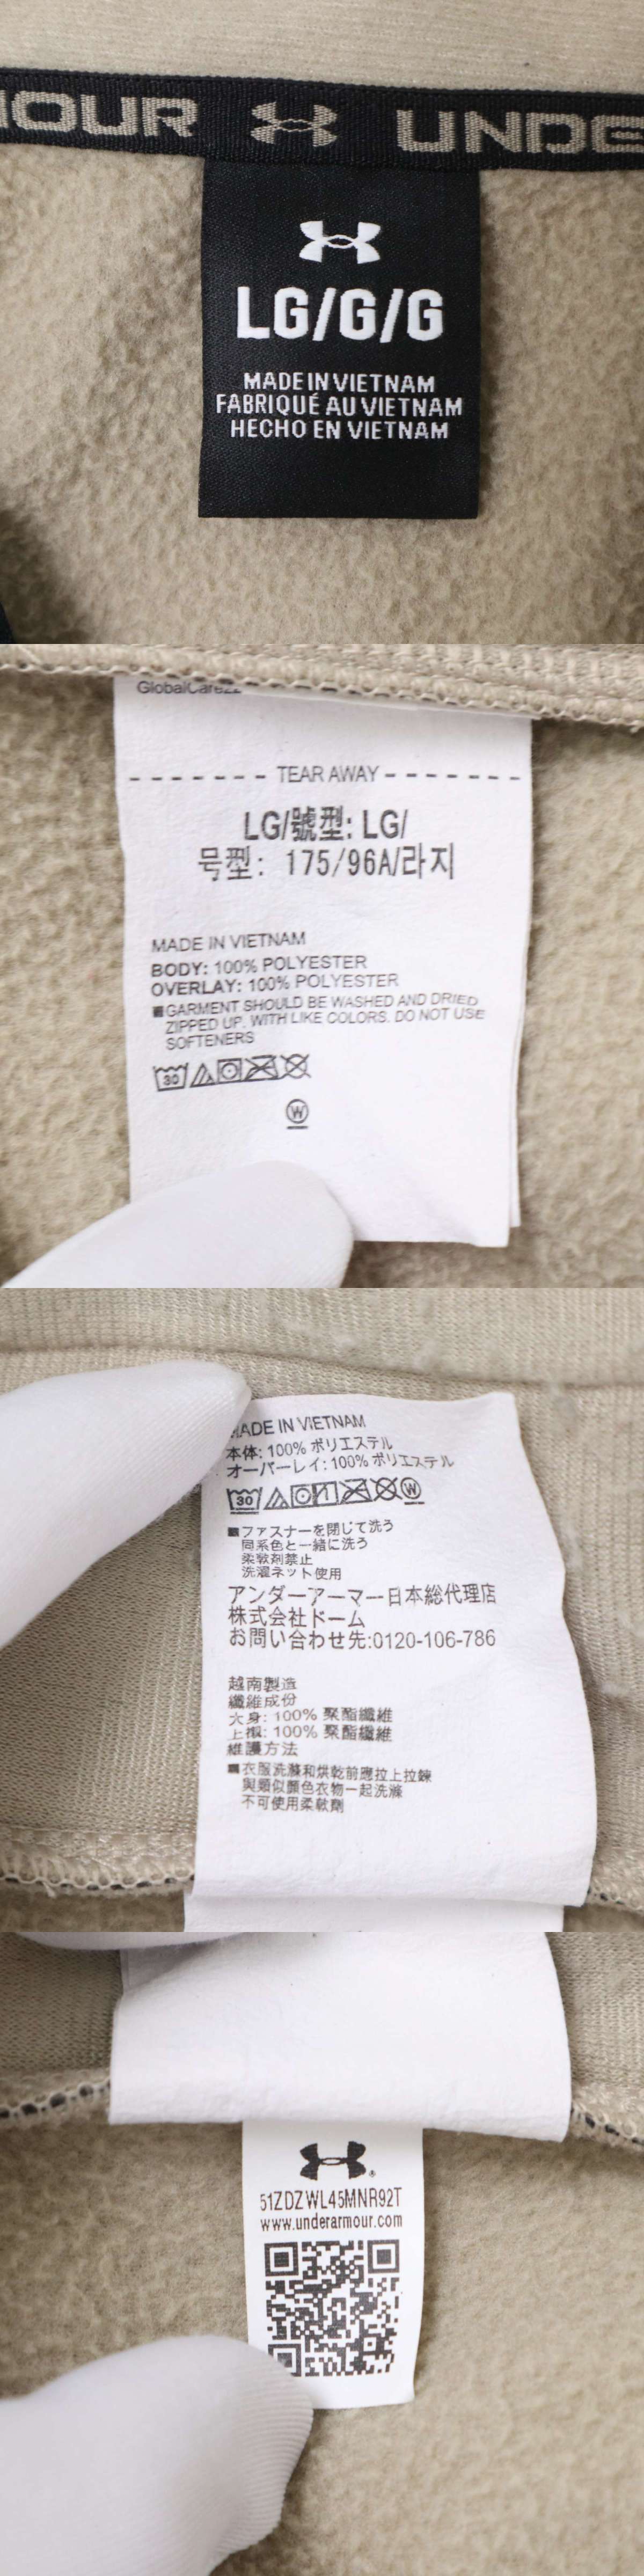 OUR UNDE
LG/G/G
MADE IN VIETNAM
FABRIQUÉ AU VIETNAM
HECHO EN VIETNAM
GlobalCare22
- - - - - - - TEAR AWAY - - - - - - -
LG/號型: LG/
号型: 175/96A/라지
MADE IN VIETNAM
BODY: 100% POLYESTER
OVERLAY: 100% POLYESTER
■GARMENT SHOULD BE WASHED AND DRIED
ZIPPED UP. WITH LIKE COLORS. DO NOT USE
SOFTENERS
30
W
MADE IN VIETNAM
本体: 100% ポリエステル
オーバーレイ: 100% ポリエステル
30 W
■ファスナーを閉じて洗う
同系色と一緒に洗う
柔軟剤禁止
洗濯ネット使用
アンダーアーマー日本総代理店
株式会社ドーム
お問い合わせ先:0120-106-786
越南製造
纖維成份
大身: 100% 聚酯纖維
上襯: 100% 聚酯纖維
維護方法
■衣服洗滌和烘乾前應拉上拉鍊
與類似顏色衣物一起洗滌
不可使用柔軟劑
51ZDZWL45MNR92T
www.underarmour.com